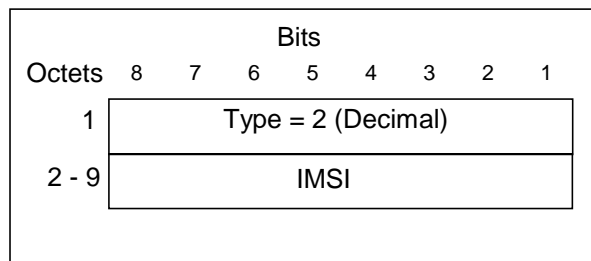 Bits
Octets 8 7 6 5 4 3 2 1
1 Type = 2 (Decimal)
2 - 9 IMSI